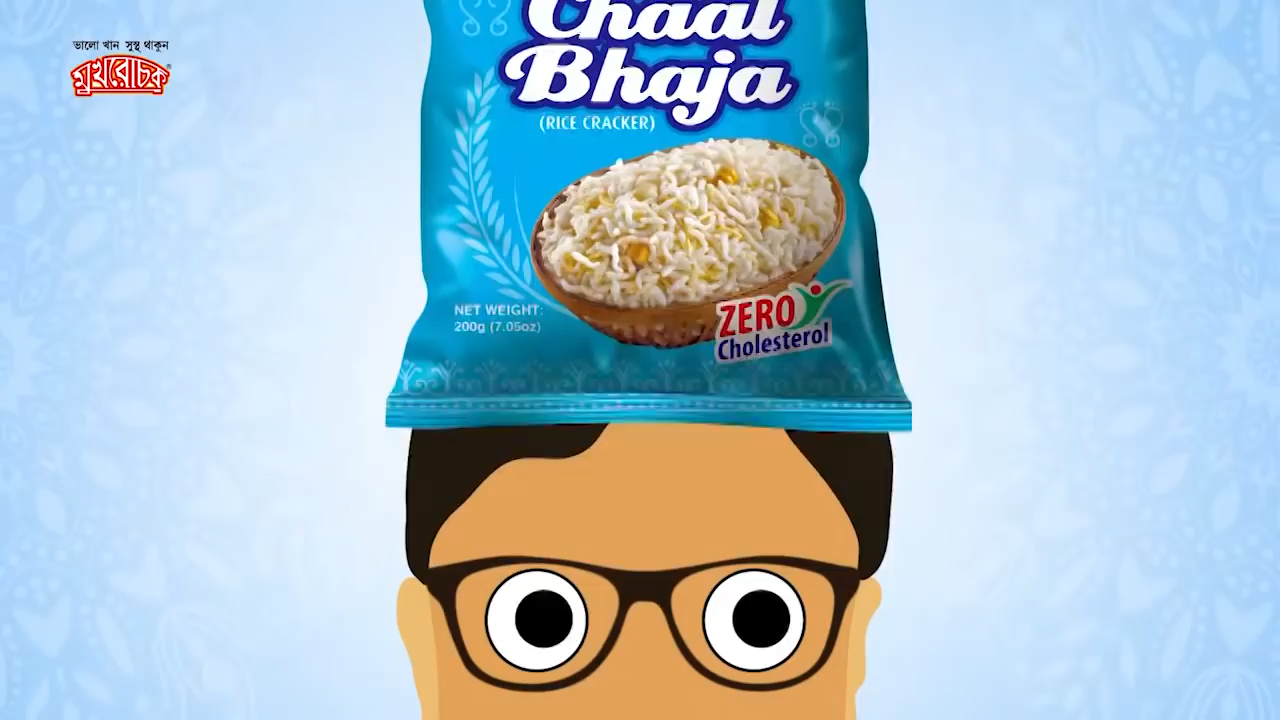 ভালো খান সুস্থ থাকুন
মুখরোচক
Chaal
Bhaja
(RICE CRACKER)
NET WEIGHT:
200g (7.05oz)
ZERO
Cholesterol